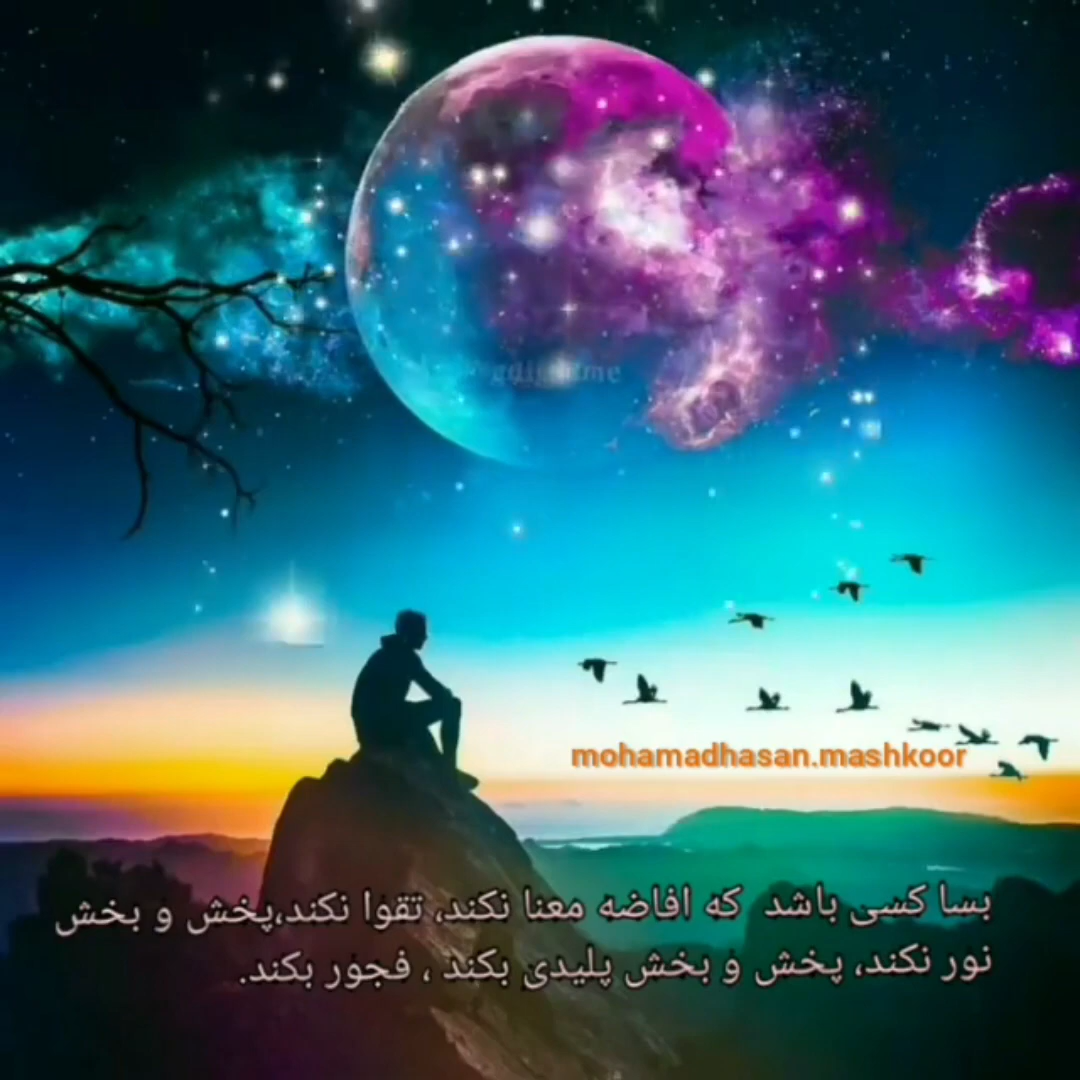 mohamadhasan.mashkoor
بسا کسی باشد که افاضه معنا نکند، تقوا نکند،پخش و بخش
نور نکند، پخش و بخش پلیدی بکند ، فجور بکند.